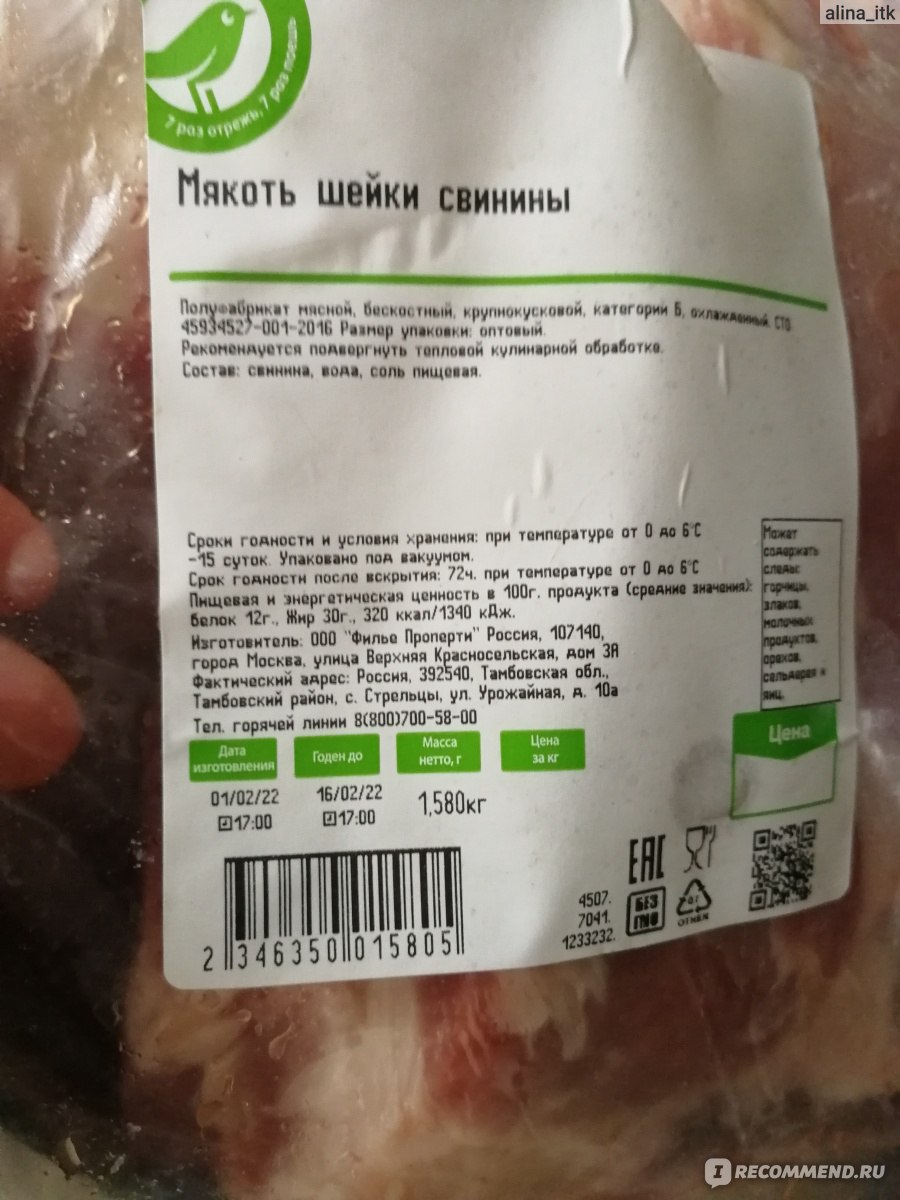 alina_itk
7 раз отрежь, 7 раз поешь
Мякоть шейки свинины
Полуфабрикат мясной, бескостный, крупнокусковой, категории Б, охлажденный. СТО
45934527-001-2016 Размер упаковки: оптовый.
Рекомендуется подвергнуть тепловой кулинарной обработке.
Состав: свинина, вода, соль пищевая.
Сроки годности и условия хранения: при температуре от 0 до 6°C
-15 суток. Упаковано под вакуумом.
Срок годности после вскрытия: 72ч. при температуре от 0 до 6°C
Пищевая и энергетическая ценность в 100г. продукта (средние значения):
белок 12г., Жир 30г., 320 ккал/1340 кДж.
Изготовитель: ООО "Филье Проперти" Россия, 107140,
город Москва, улица Верхняя Красносельская, дом 3А
Фактический адрес: Россия, 392540, Тамбовская обл.,
Тамбовский район, с. Стрельцы, ул. Урожайная, д. 10а
Тел. горячей линии 8(800)700-58-00
Может
содержать
следы:
горчицы,
злаков,
молочных
продуктов,
орехов,
сельдерея и
яиц.
Дата
изготовления
Годен до
Масса
нетто, г
Цена
за кг
Цена
01/02/22
17:00
16/02/22
17:00
1,580кг
2 346350 015805
4507.
7041.
1233232.
EAC
БЕЗ
ГМО
RECOMMEND.RU